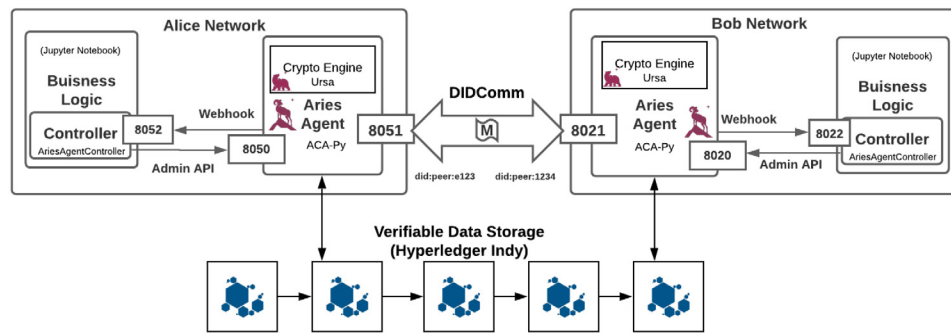 Alice Network
(Jupyter Notebook)
Buisness
Logic
Controller
AriesAgentController
8052
Webhook
8050
Admin API
Crypto Engine
Ursa
Aries
Agent
ACA-Py
8051
DIDComm
M
did:peer:e123
did:peer:1234
8021
Bob Network
Crypto Engine
Ursa
Aries
Agent
ACA-Py
Webhook
8020
Admin API
8022
(Jupyter Notebook)
Buisness
Logic
Controller
AriesAgentController
Verifiable Data Storage
(Hyperledger Indy)